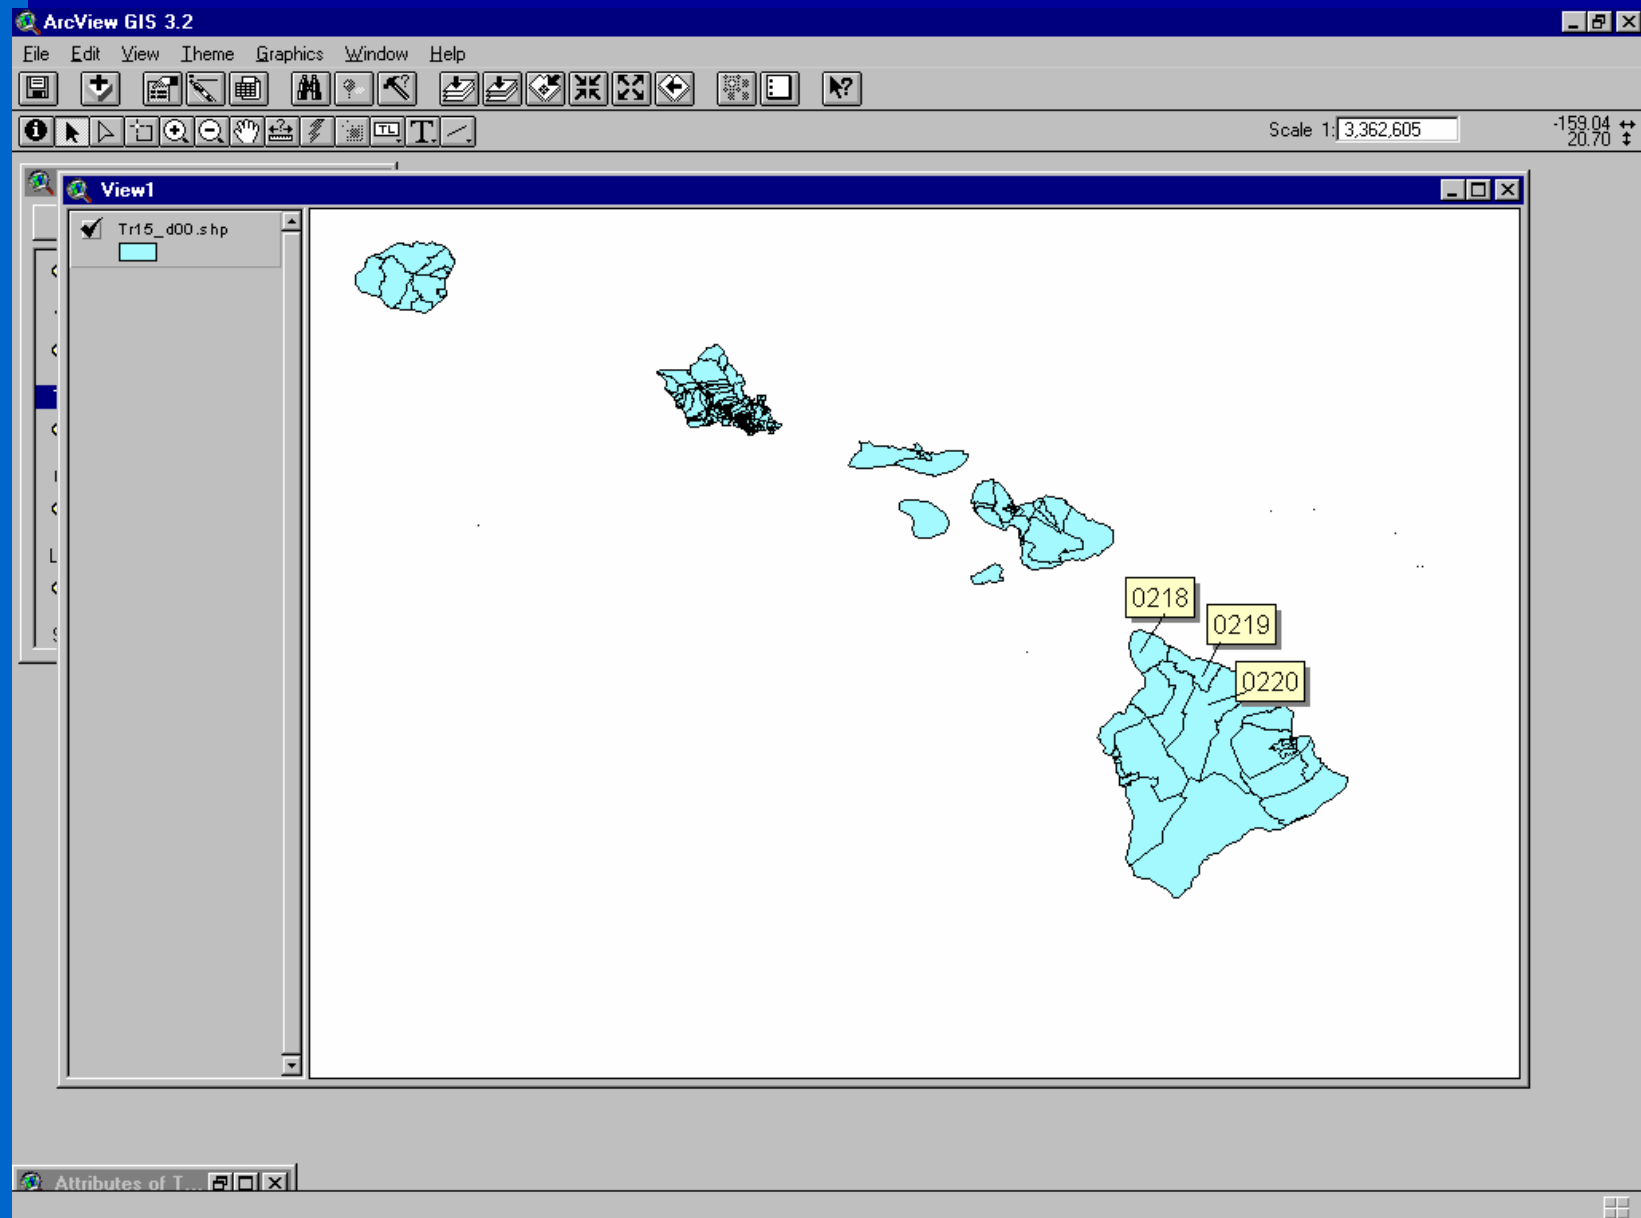 ArcView GIS 3.2
File Edit View Theme Graphics Window Help
TL T
Scale 1: 3,362,605
-159.04
20.70
View1
Tr15_d00.shp
0218
0219
0220
Attributes of T...